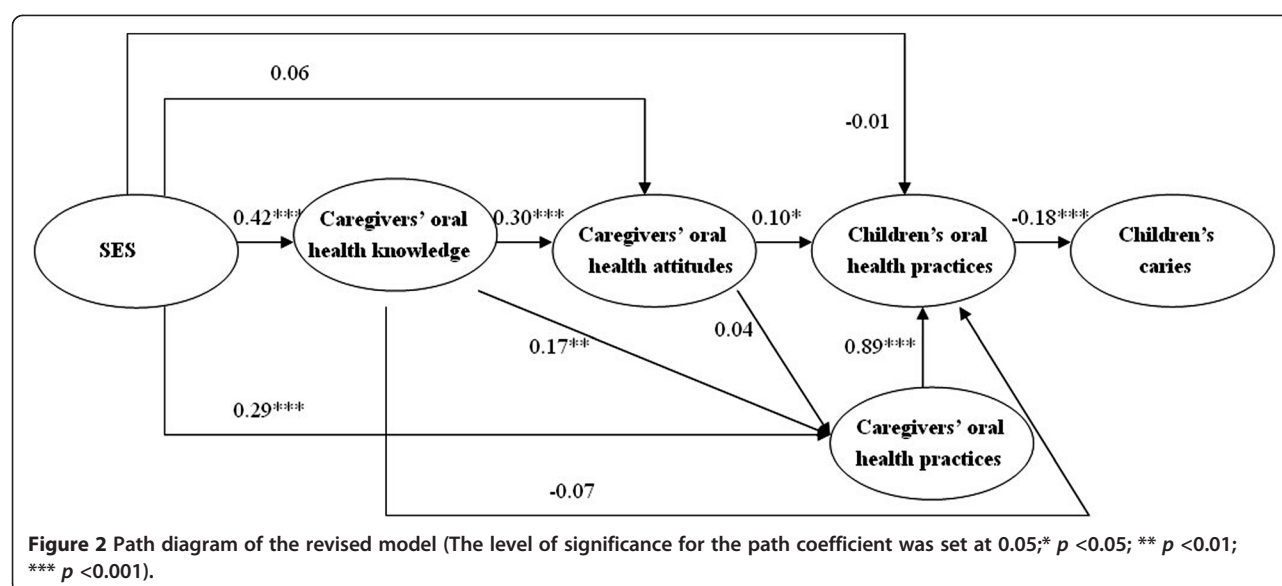 0.06
-0.01
SES
0.42***
Caregivers’ oral
health knowledge
0.30***
Caregivers’ oral
health attitudes
0.10*
Children’s oral
health practices
-0.18***
Children’s
caries
0.17**
0.04
0.89***
0.29***
Caregivers’ oral
health practices
-0.07
Figure 2 Path diagram of the revised model (The level of significance for the path coefficient was set at 0.05;* p <0.05; ** p <0.01;
*** p <0.001).